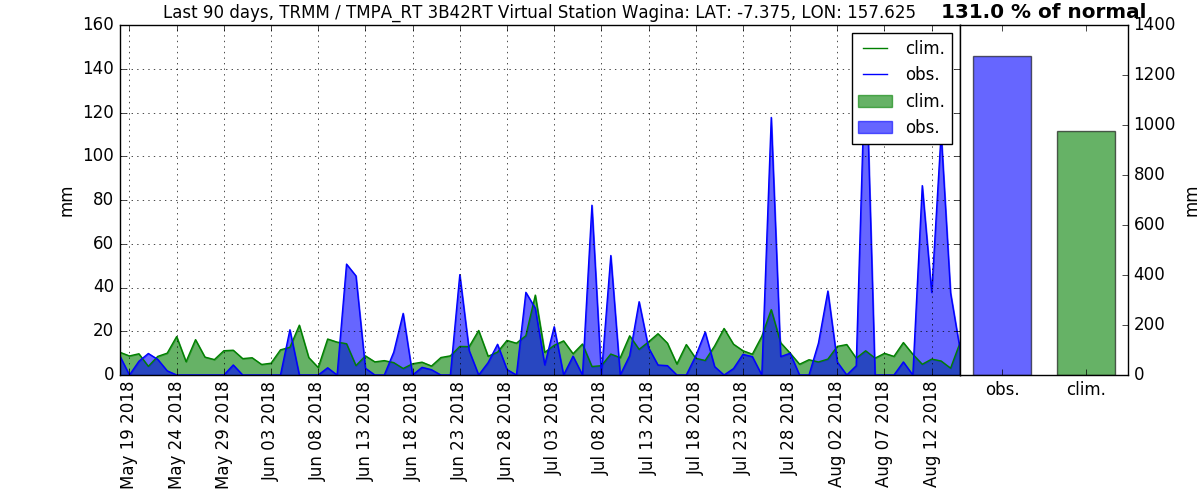 Last 90 days, TRMM / TMPA_RT 3B42RT Virtual Station Wagina: LAT: -7.375, LON: 157.625
131.0 % of normal
160
140
120
100
80
60
40
20
0
mm
clim.
obs.
clim.
obs.
1400
1200
1000
800
600
400
200
0
mm
obs.
clim.
May 19 2018
May 24 2018
May 29 2018
Jun 03 2018
Jun 08 2018
Jun 13 2018
Jun 18 2018
Jun 23 2018
Jun 28 2018
Jul 03 2018
Jul 08 2018
Jul 13 2018
Jul 18 2018
Jul 23 2018
Jul 28 2018
Aug 02 2018
Aug 07 2018
Aug 12 2018